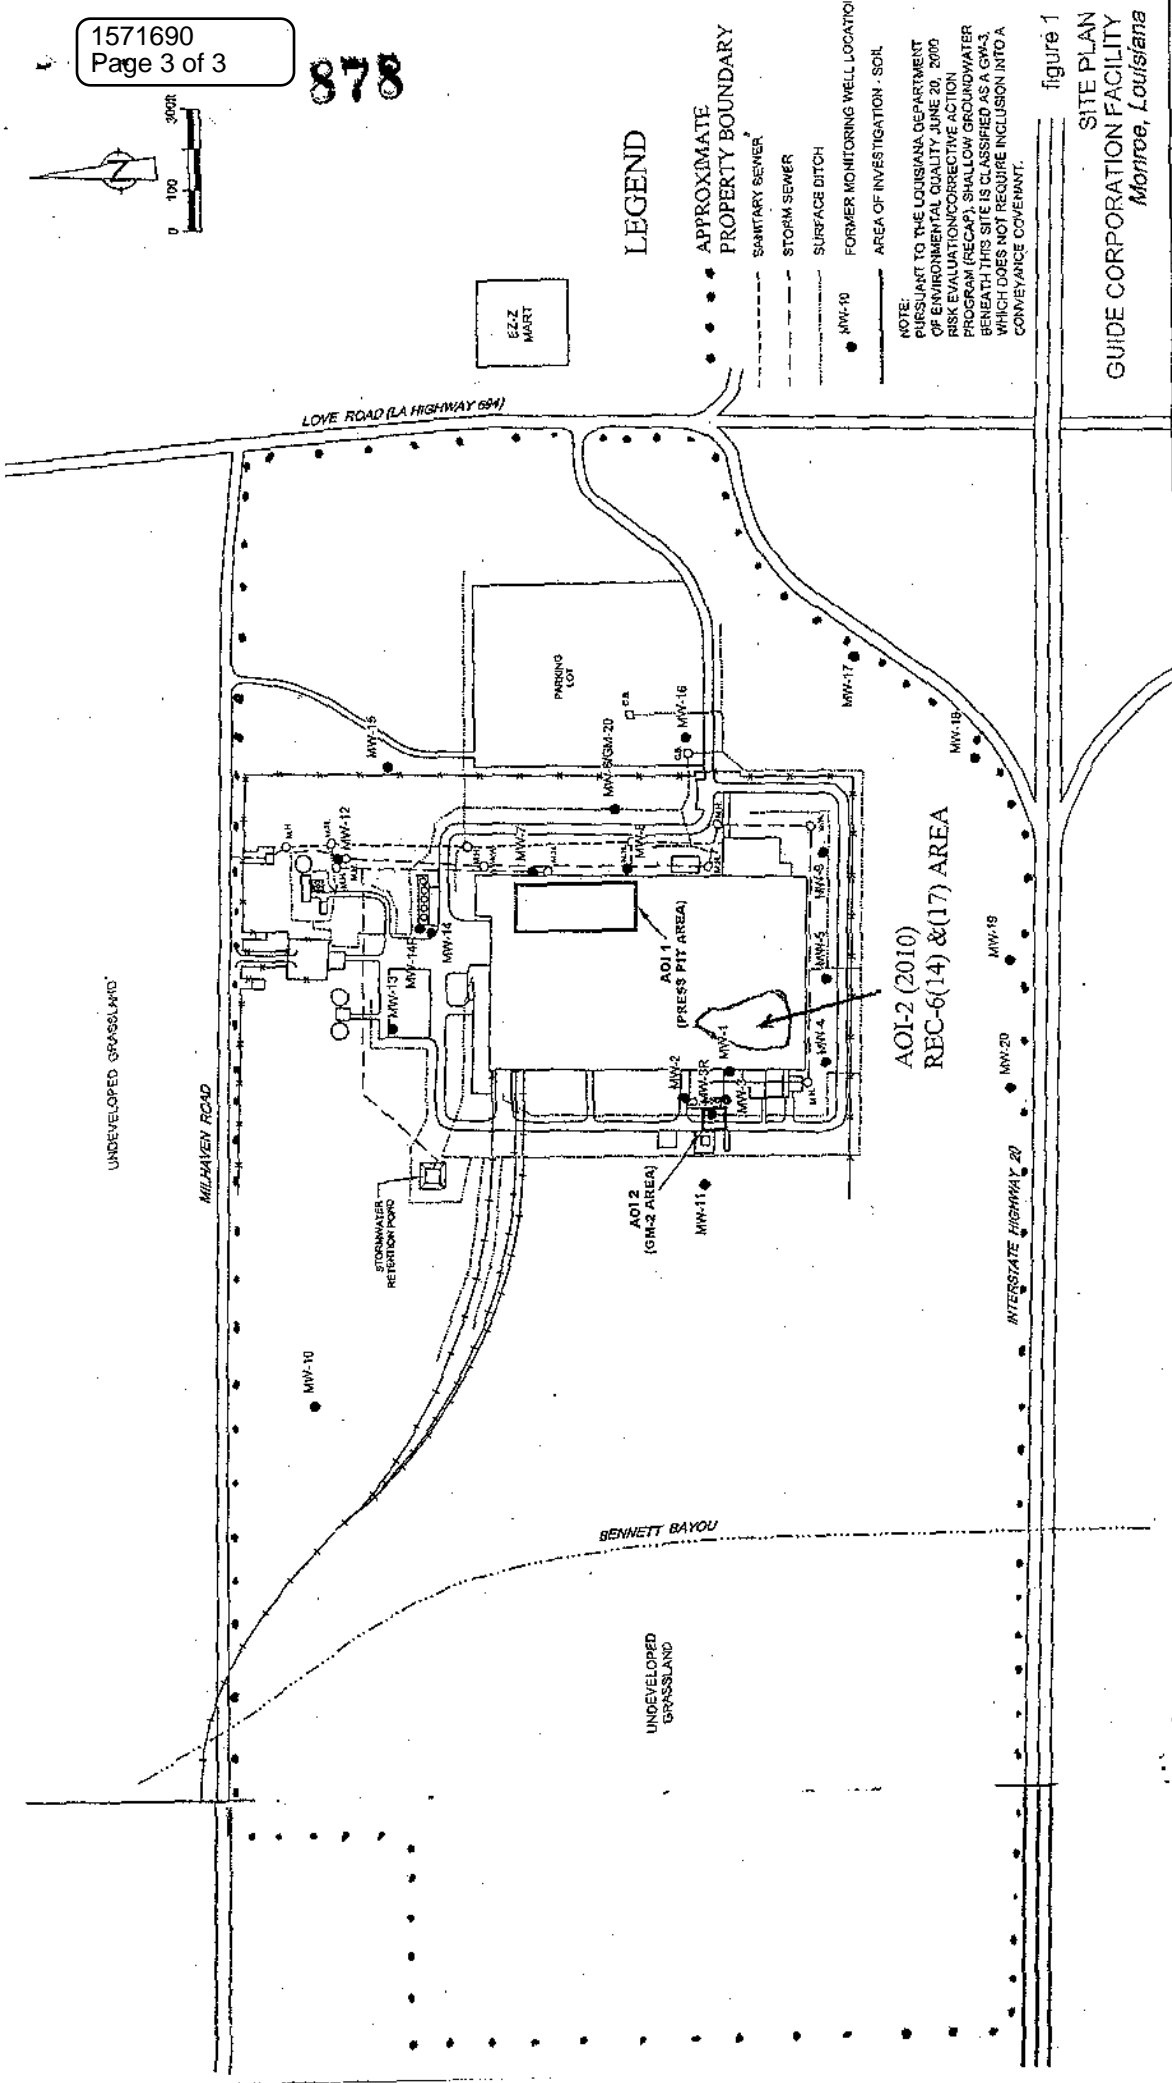 1571690
Page 3 of 3
878
N
0
100
300ft
EZ-Z
MART
LEGEND
APPROXIMATE
PROPERTY BOUNDARY
SANITARY SEWER
STORM SEWER
SURFACE DITCH
MW-10
FORMER MONITORING WELL LOCATION
AREA OF INVESTIGATION - SOIL
NOTE:
PURSUANT TO THE LOUISIANA DEPARTMENT
OF ENVIRONMENTAL QUALITY JUNE 20, 2000
RISK EVALUATION/CORRECTIVE ACTION
PROGRAM (RECAP), SHALLOW GROUNDWATER
BENEATH THIS SITE IS CLASSIFIED AS A GW-3,
WHICH DOES NOT REQUIRE INCLUSION INTO A
CONVEYANCE COVENANT.
figure 1
SITE PLAN
GUIDE CORPORATION FACILITY
Monroe, Louisiana
LOVE ROAD (LA HIGHWAY 594)
UNDEVELOPED GRASSLAND
MILHAVEN ROAD
PARKING
LOT
MW-15
C.B.
MW-16
C.B.
MW-17
MW-18
M.H.
M.H.
MW-12
M.H.
M.H.
MW-7
M.H.
M.H.
M.H.
M.H.
MW-14R
MW-14
MW-13
AOI 1
(PRESS PIT AREA)
MW-5
MW-4
M.H.
MW-1
MW-2
MW-3R
MW-3
AOI-2 (2010)
REC-6(14) &(17) AREA
MW-19
MW-20
STORMWATER
RETENTION POND
AOI 2
(GM-2 AREA)
MW-11
INTERSTATE HIGHWAY 20
MW-10
BENNETT BAYOU
UNDEVELOPED
GRASSLAND